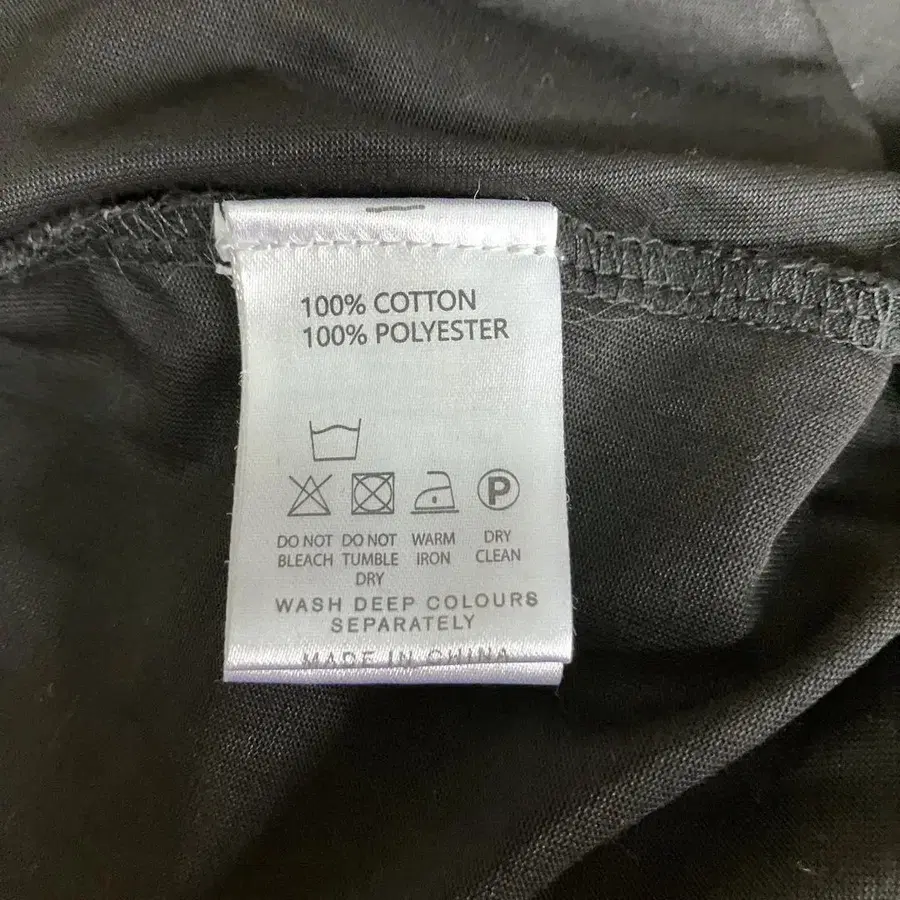 100% COTTON
100% POLYESTER
P
DO NOT BLEACH
DO NOT TUMBLE DRY
WARM IRON
DRY CLEAN
WASH DEEP COLOURS
SEPARATELY
MADE IN CHINA